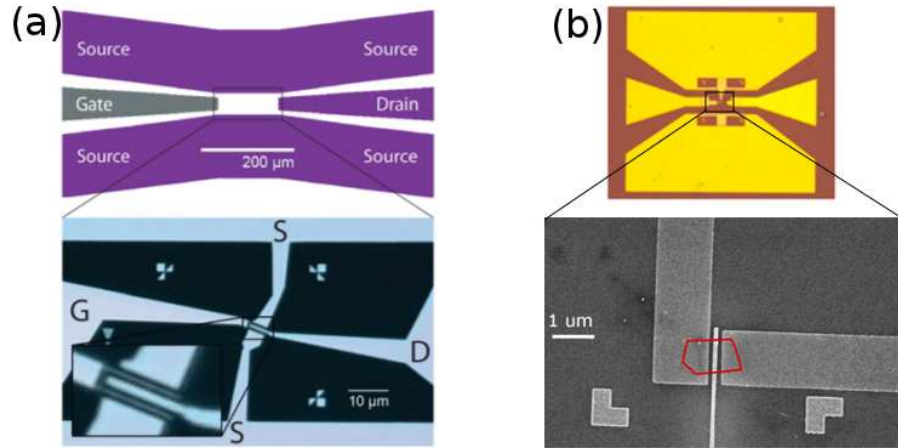 (a)
Source Source
Gate Drain
Source Source
200 µm
S
G
D
10 µm
S
(b)
1 um